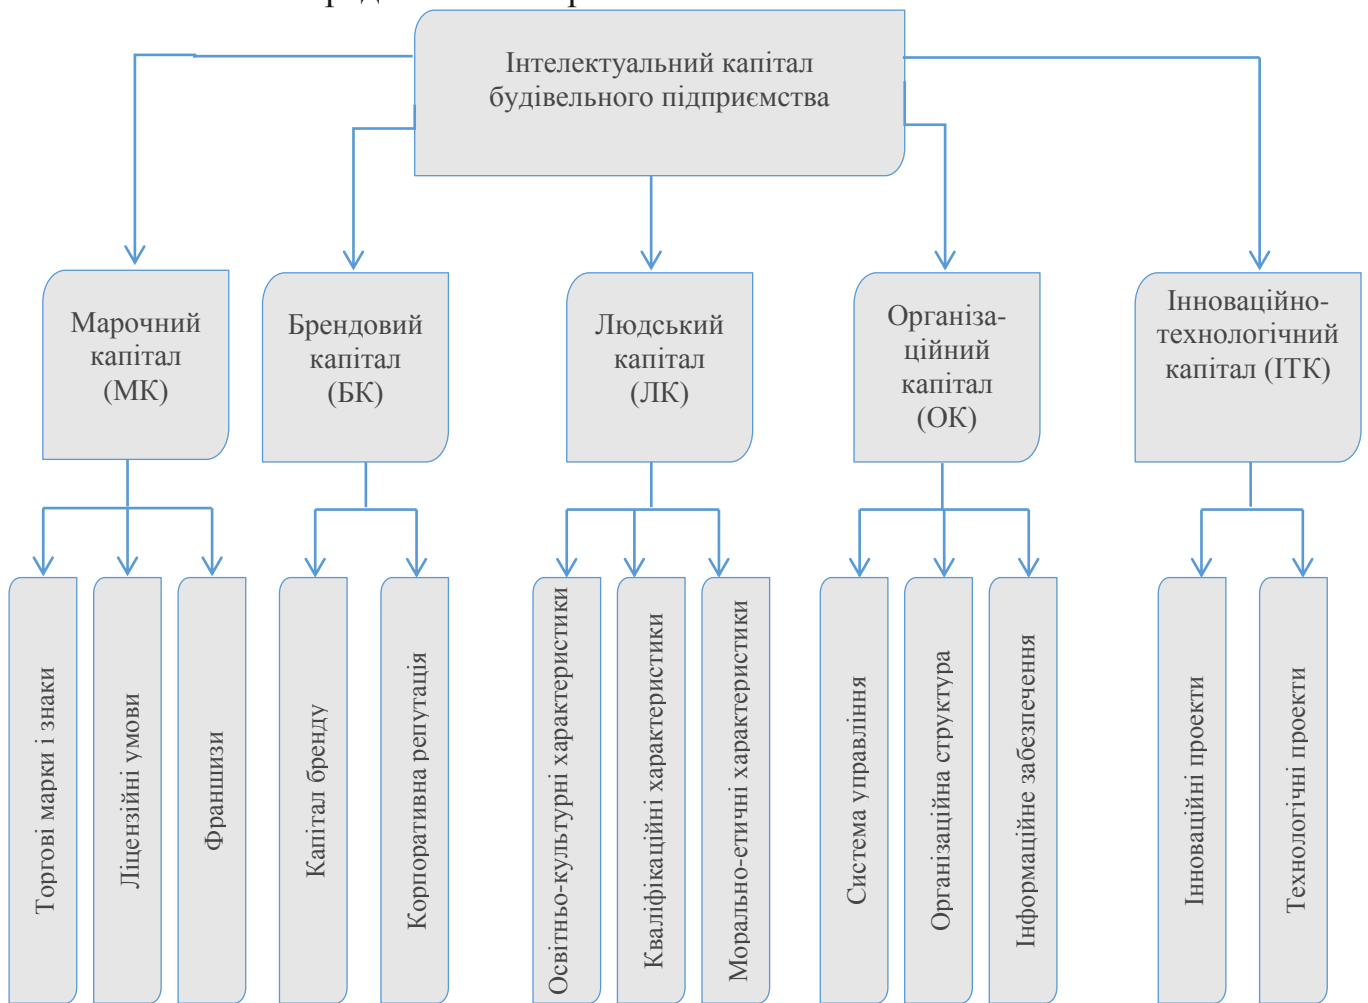 Інтелектуальний капітал
будівельного підприємства
Марочний
капітал
(МК)
Брендовий
капітал
(БК)
Людський
капітал
(ЛК)
Організа-
ційний
капітал
(ОК)
Інноваційно-
технологічний
капітал (ІТК)
Торгові марки і знаки
Ліцензійні умови
Франшизи
Капітал бренду
Корпоративна репутація
Освітньо-культурні характеристики
Кваліфікаційні характеристики
Морально-етичні характеристики
Система управління
Організаційна структура
Інформаційне забезпечення
Інноваційні проекти
Технологічні проекти